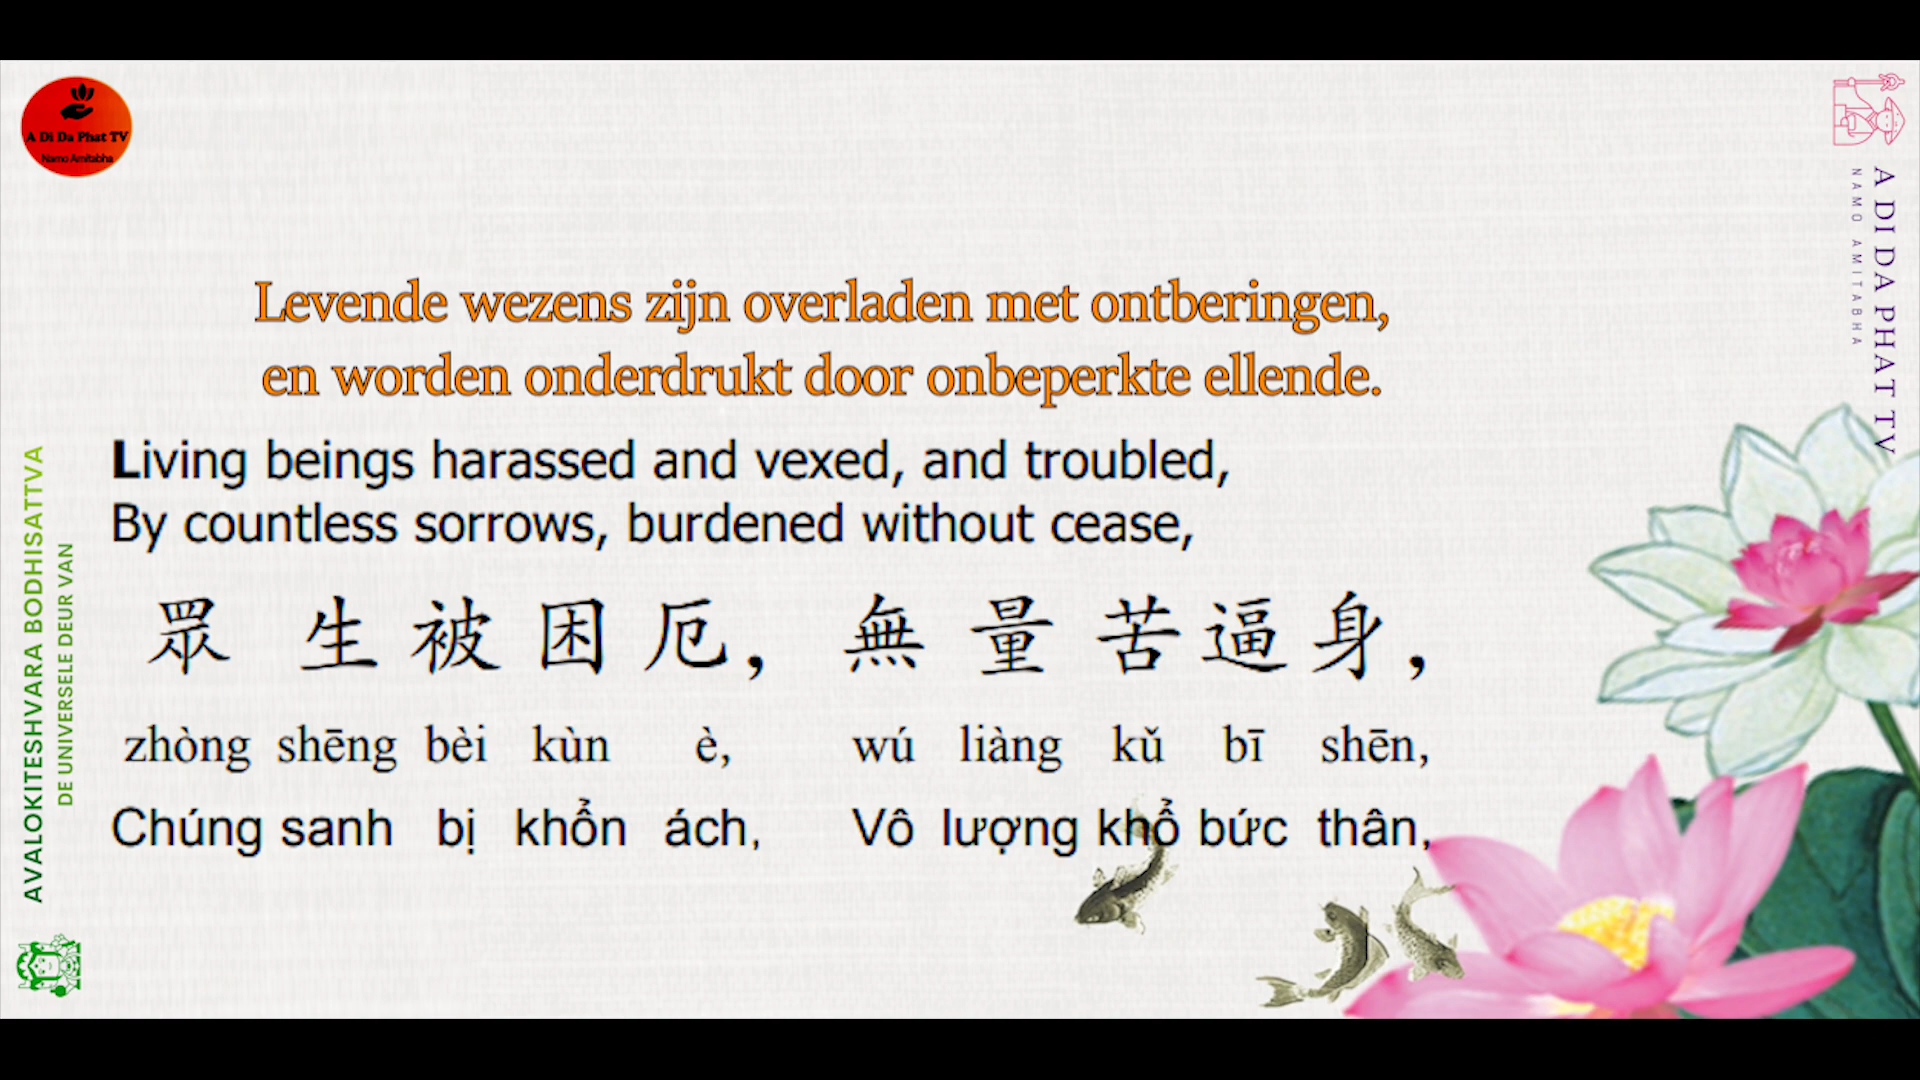 A Di Da Phat TV
Namo Amitabha
A DI DA PHAT TV
NAMO AMITABHA
Levende wezens zijn overladen met ontberingen,
en worden onderdrukt door onbeperkte ellende.
Living beings harassed and vexed, and troubled,
By countless sorrows, burdened without cease,
眾 生 被 困 厄, 無 量 苦 逼 身,
zhòng shēng bèi kùn è, wú liàng kǔ bī shēn,
Chúng sanh bị khổn ách, Vô lượng khổ bức thân,
AVALOKITESHVARA BODHISATTVA
DE UNIVERSELE DEUR VAN